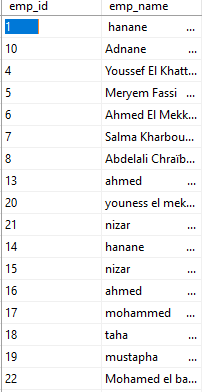 emp_id emp_name
1 hanane ...
10 Adnane ...
4 Youssef El Khatt...
5 Meryem Fassi ...
6 Ahmed El Mekk...
7 Salma Kharbou...
8 Abdelali Chraïb...
13 ahmed ...
20 youness el mek...
21 nizar ...
14 hanane ...
15 nizar ...
16 ahmed ...
17 mohammed ...
18 taha ...
19 mustapha ...
22 Mohamed el ba...